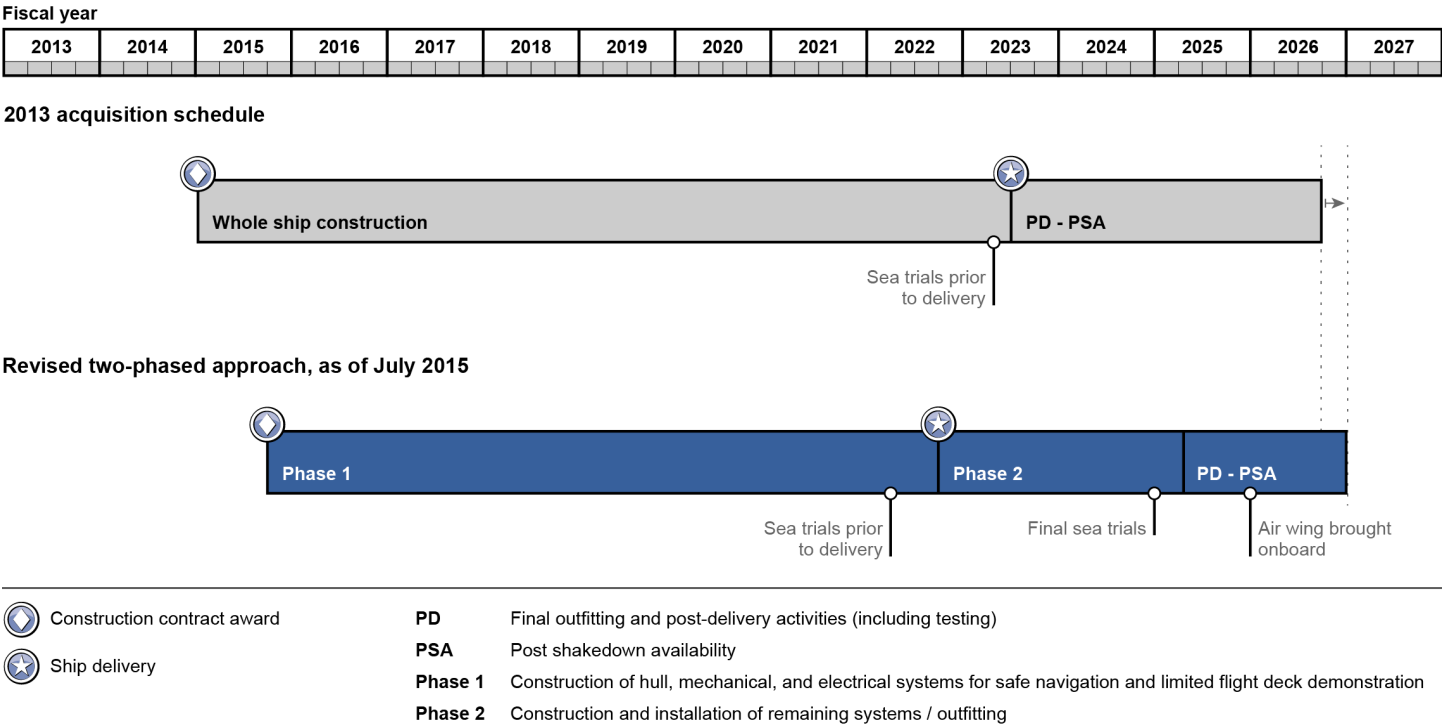 Fiscal year
2013 2014 2015 2016 2017 2018 2019 2020 2021 2022 2023 2024 2025 2026 2027
2013 acquisition schedule
Whole ship construction
PD - PSA
Sea trials prior
to delivery
Revised two-phased approach, as of July 2015
Phase 1
Phase 2
PD - PSA
Sea trials prior
to delivery
Final sea trials
Air wing brought
onboard
Construction contract award
Ship delivery
PD Final outfitting and post-delivery activities (including testing)
PSA Post shakedown availability
Phase 1 Construction of hull, mechanical, and electrical systems for safe navigation and limited flight deck demonstration
Phase 2 Construction and installation of remaining systems / outfitting